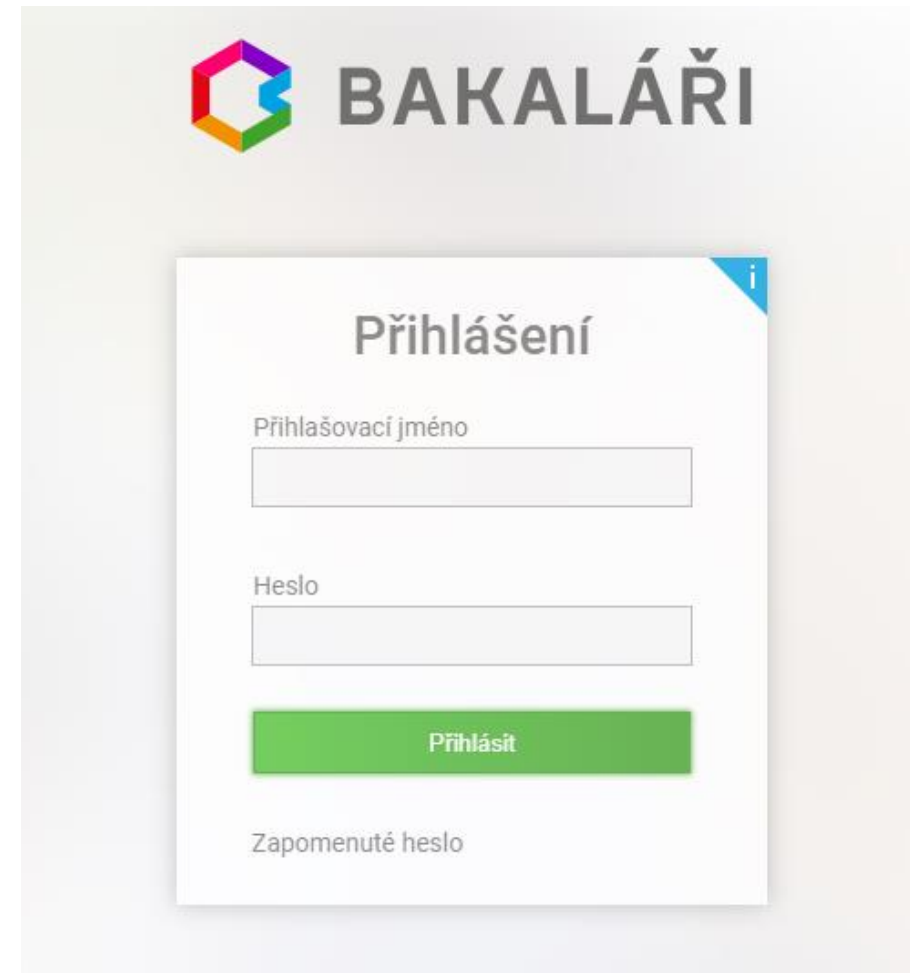 BAKALÁŘI
i
Přihlášení
Přihlašovací jméno
Heslo
Přihlásit
Zapomenuté heslo